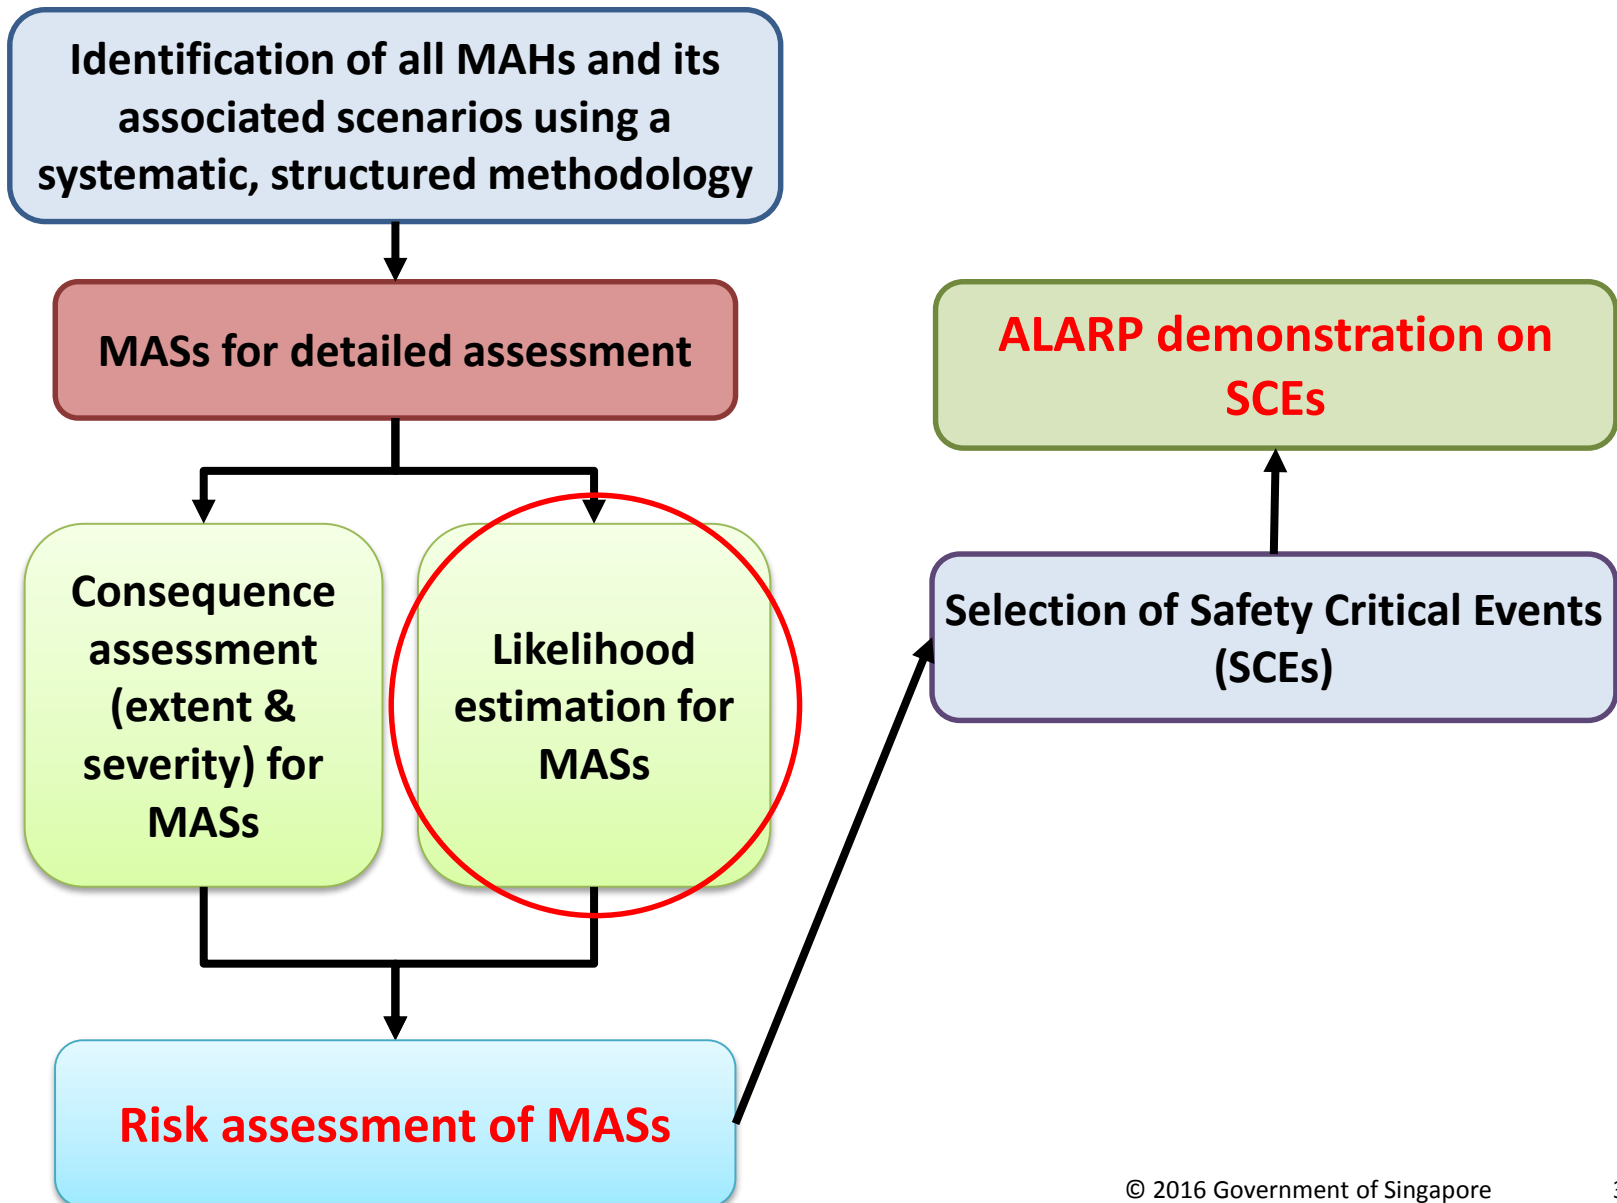 Identification of all MAHs and its
associated scenarios using a
systematic, structured methodology
MASs for detailed assessment
Consequence
assessment
(extent &
severity) for
MASs
Likelihood
estimation for
MASs
Risk assessment of MASs
ALARP demonstration on
SCEs
Selection of Safety Critical Events
(SCEs)
© 2016 Government of Singapore